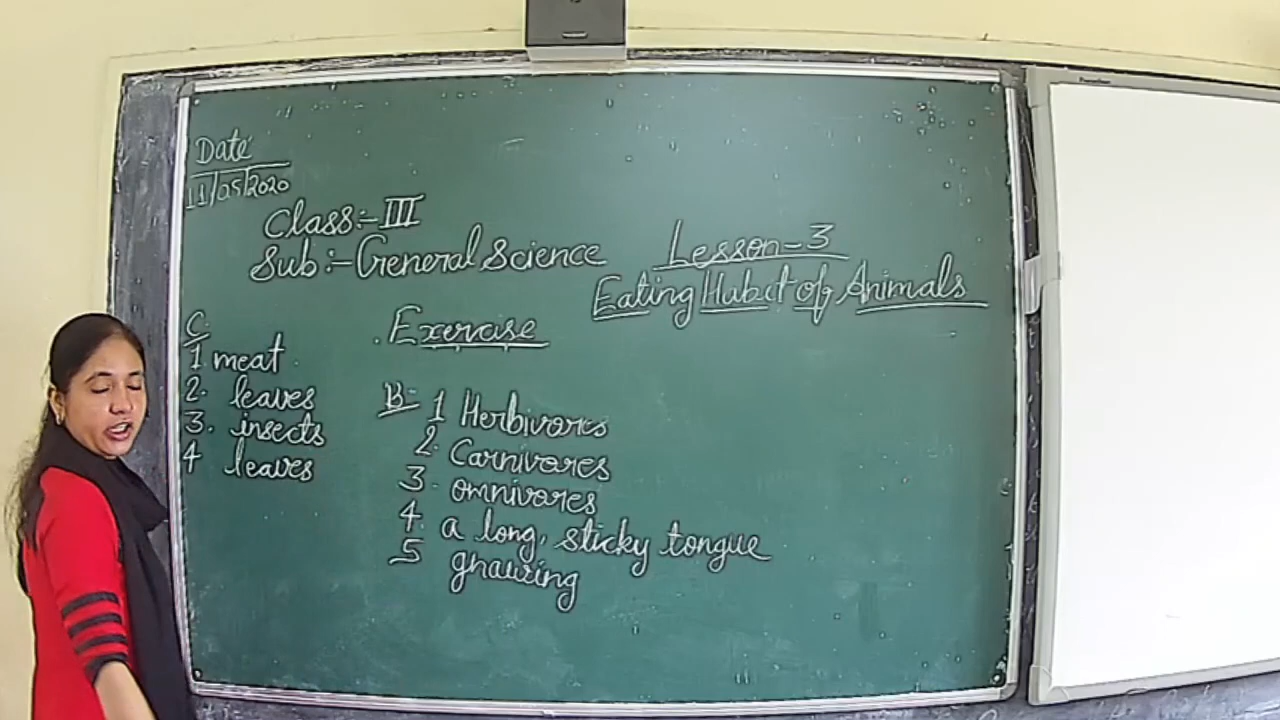 Date
11/05/2020
Class:- III
Sub:- General Science
Lesson-3
Eating Habit of Animals
Exercise
C.
1 meat
2. leaves
3. insects
4 leaves
B:-
1 Herbivores
2. Carnivores
3 omnivores
4. a long, sticky tongue
5 gnawing